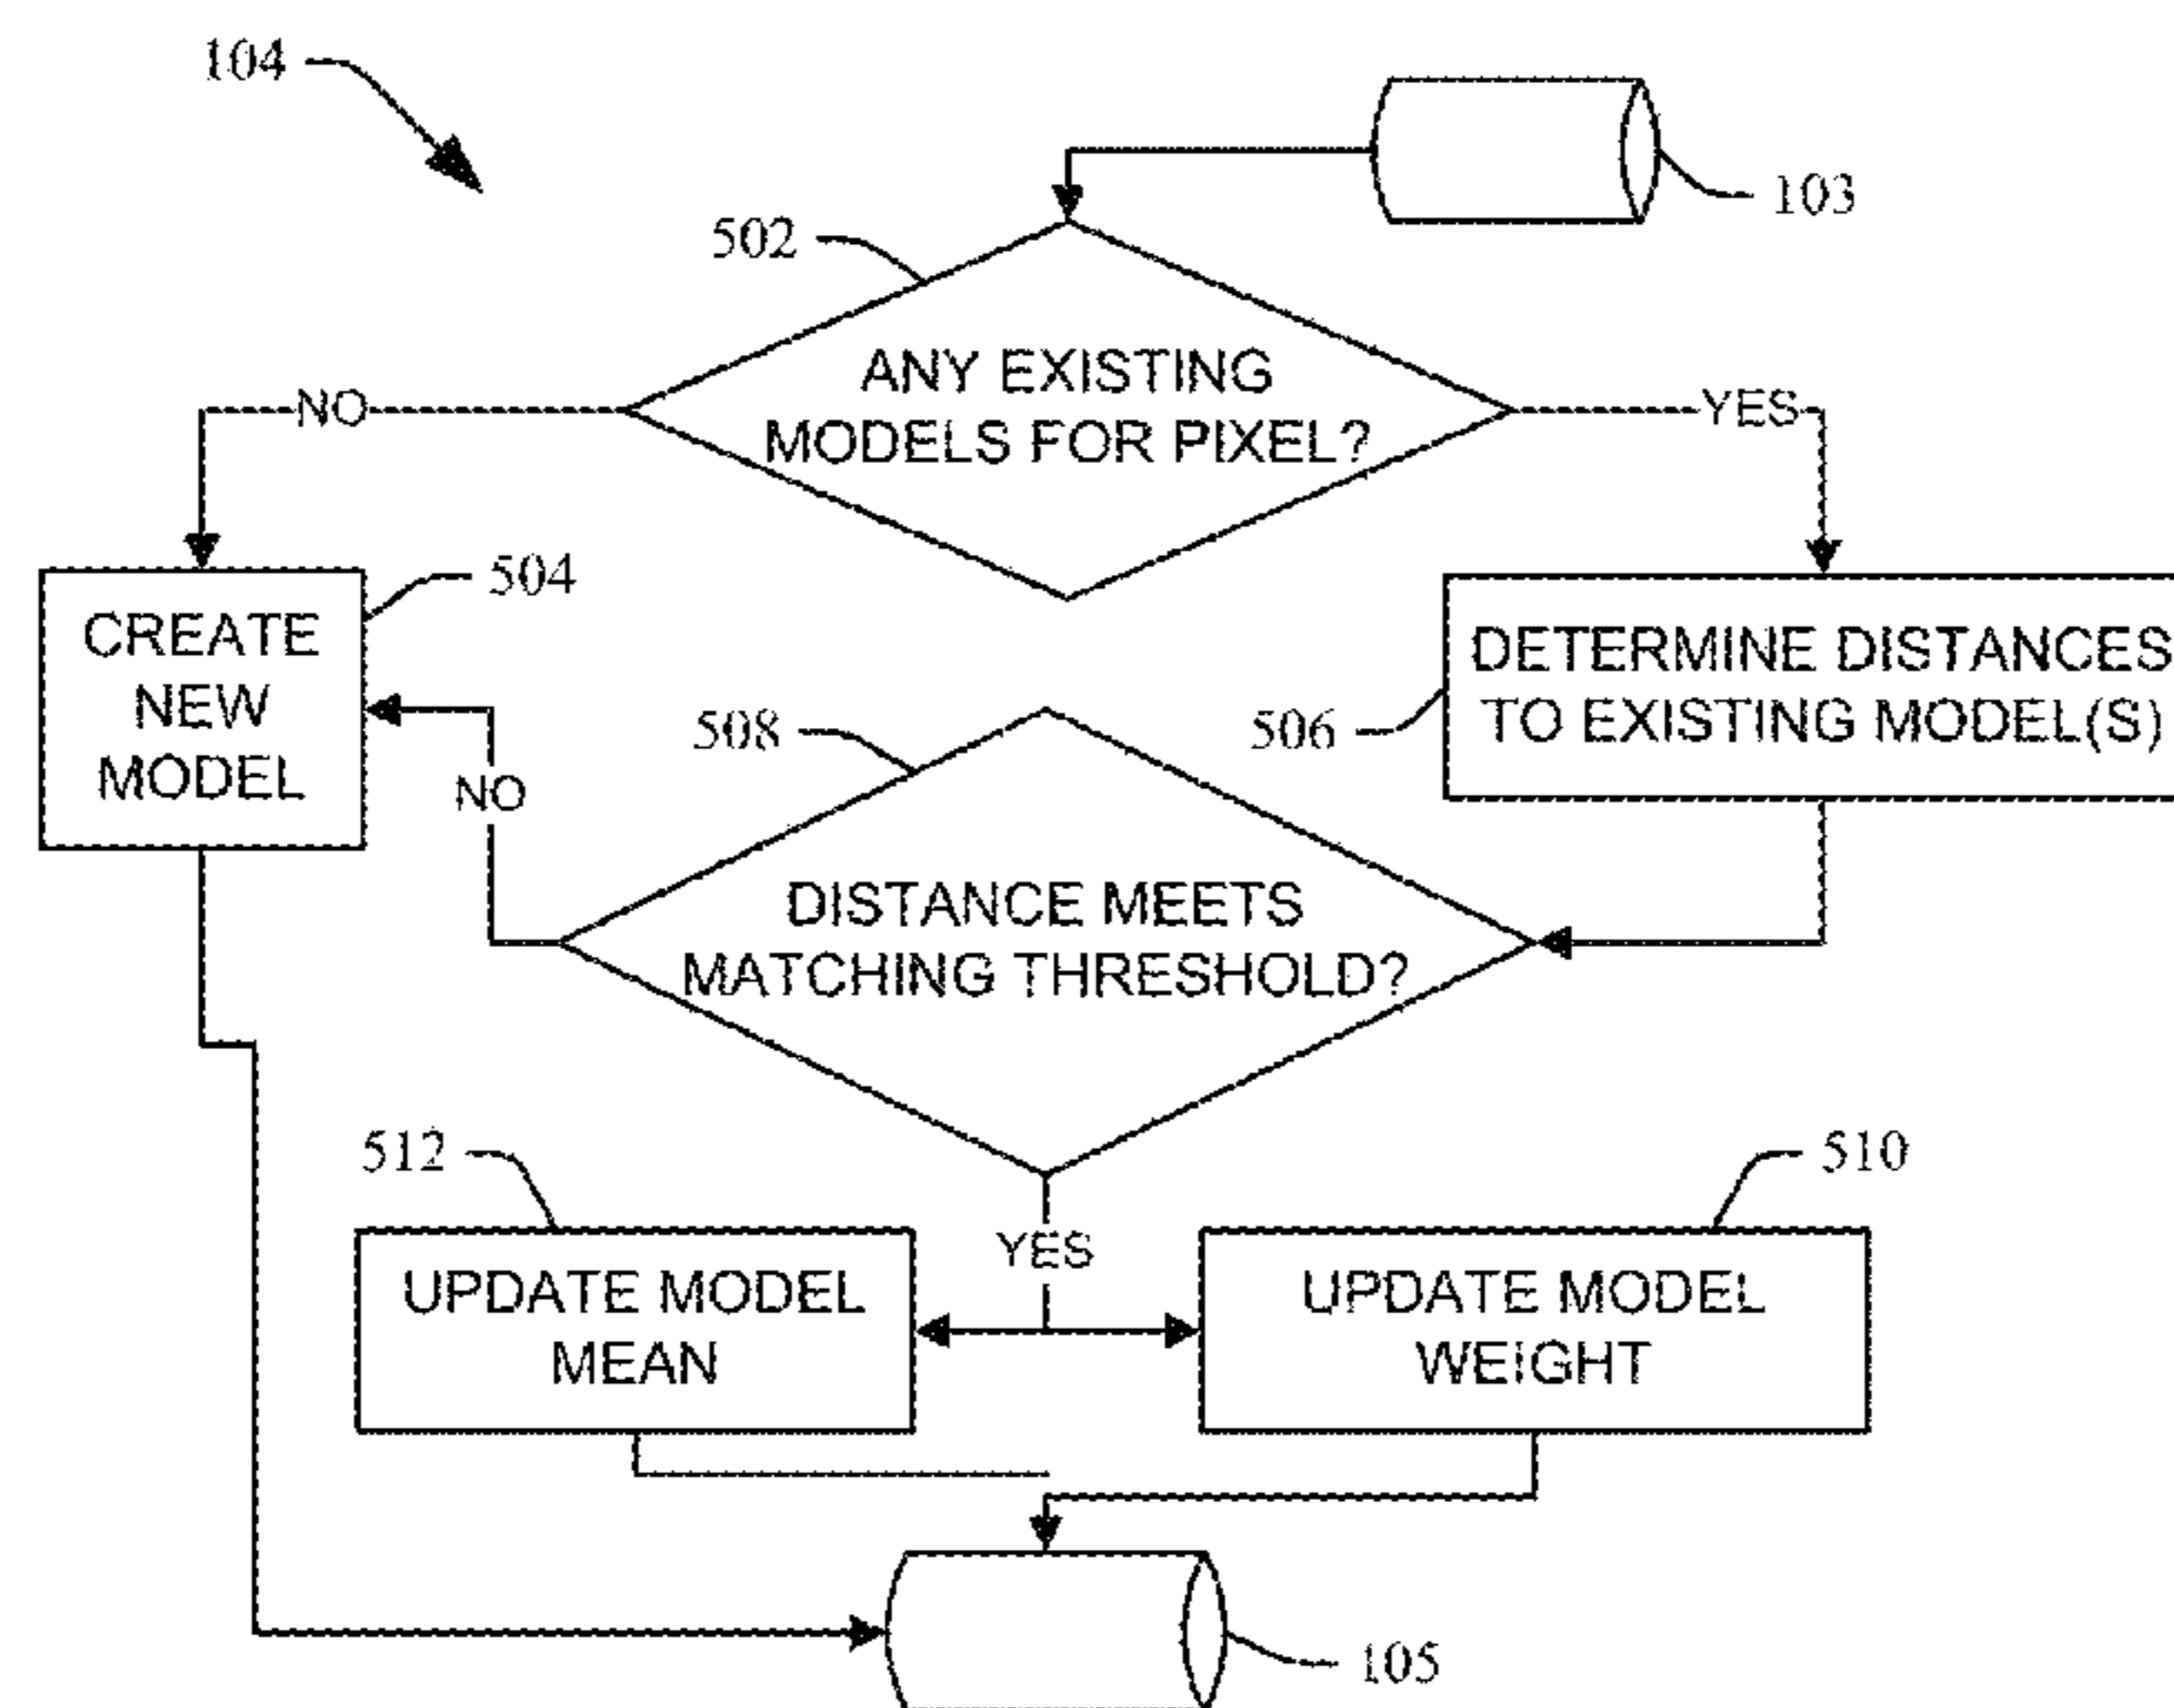 104
103
502
ANY EXISTING
MODELS FOR PIXEL?
NO
YES
504
CREATE
NEW
MODEL
506
DETERMINE DISTANCES
TO EXISTING MODEL(S)
508
NO
DISTANCE MEETS
MATCHING THRESHOLD?
YES
512
UPDATE MODEL
MEAN
510
UPDATE MODEL
WEIGHT
105